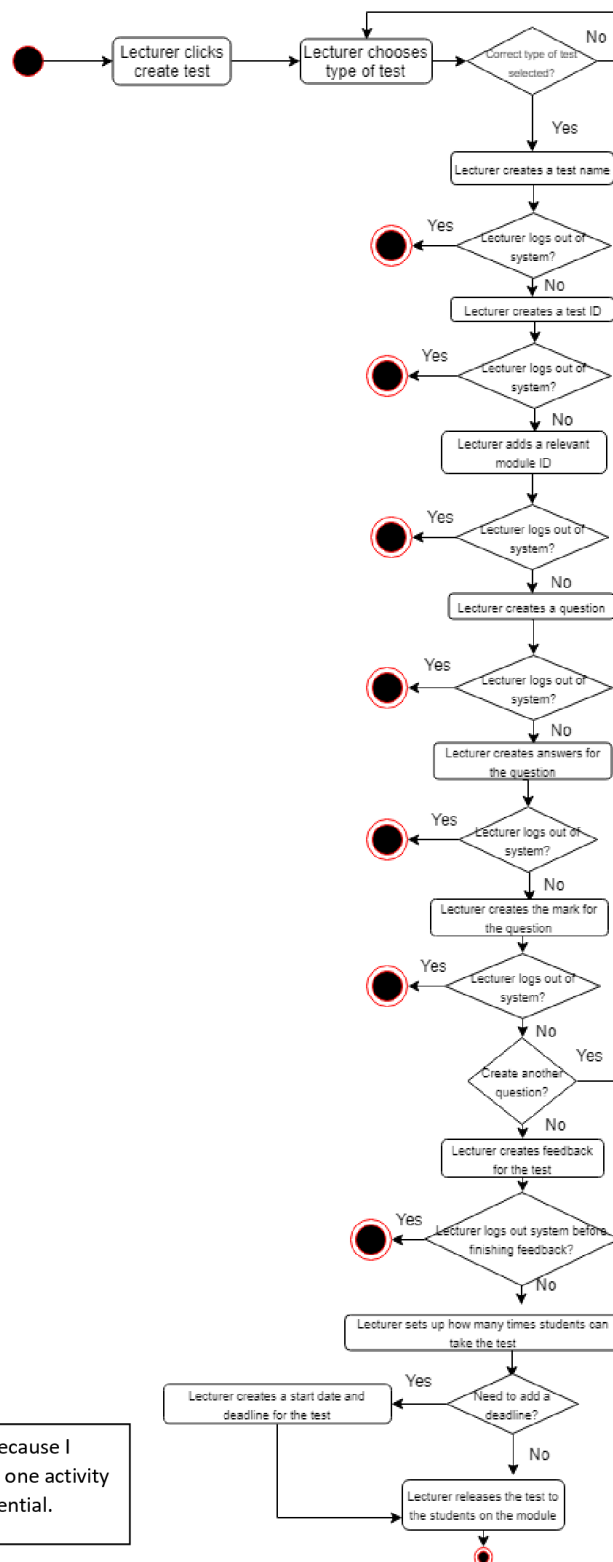 No
Lecturer clicks
create test
Lecturer chooses
type of test
Correct type of test
selected?
Yes
Lecturer creates a test name
Yes
Lecturer logs out of
system?
No
Lecturer creates a test ID
Yes
Lecturer logs out of
system?
No
Lecturer adds a relevant
module ID
Yes
Lecturer logs out of
system?
No
Lecturer creates a question
Yes
Lecturer logs out of
system?
No
Lecturer creates answers for
the question
Yes
Lecturer logs out of
system?
No
Lecturer creates the mark for
the question
Yes
Lecturer logs out of
system?
No
Create another
question?
Yes
No
Lecturer creates feedback
for the test
Yes
Lecturer logs out system before
finishing feedback?
No
Lecturer sets up how many times students can
take the test
Yes
Need to add a
deadline?
Lecturer creates a start date and
deadline for the test
No
ecause I
one activity
ential.
Lecturer releases the test to
the students on the module